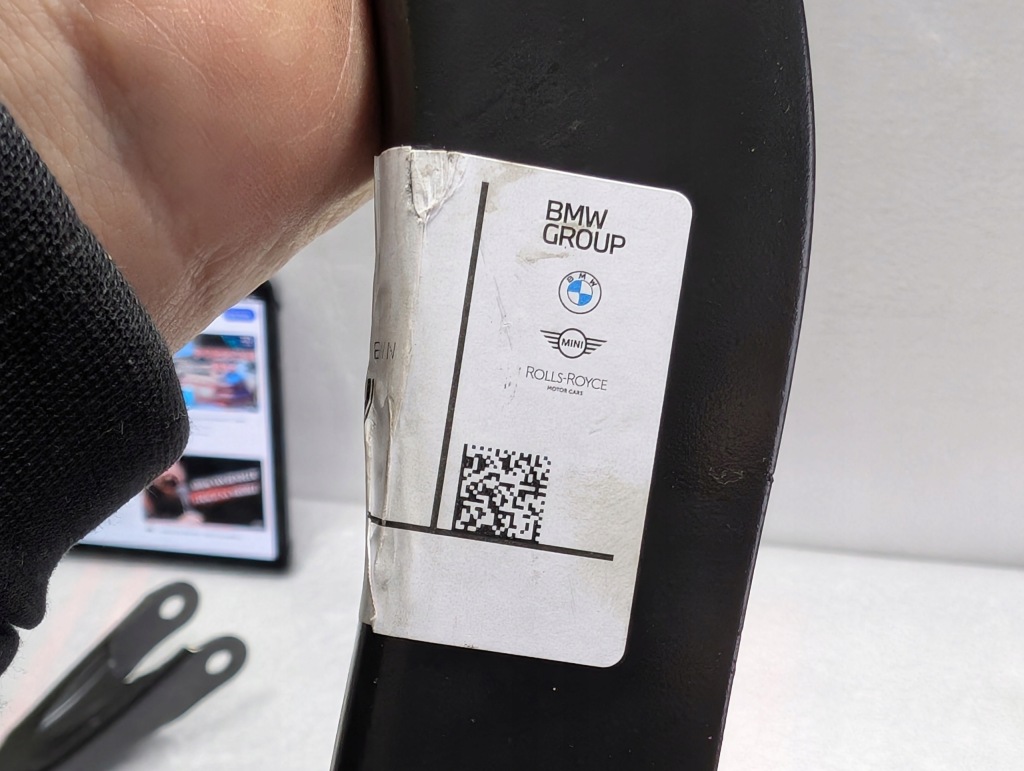 BMW
GROUP
BMW
MINI
ROLLS-ROYCE
MOTOR CARS